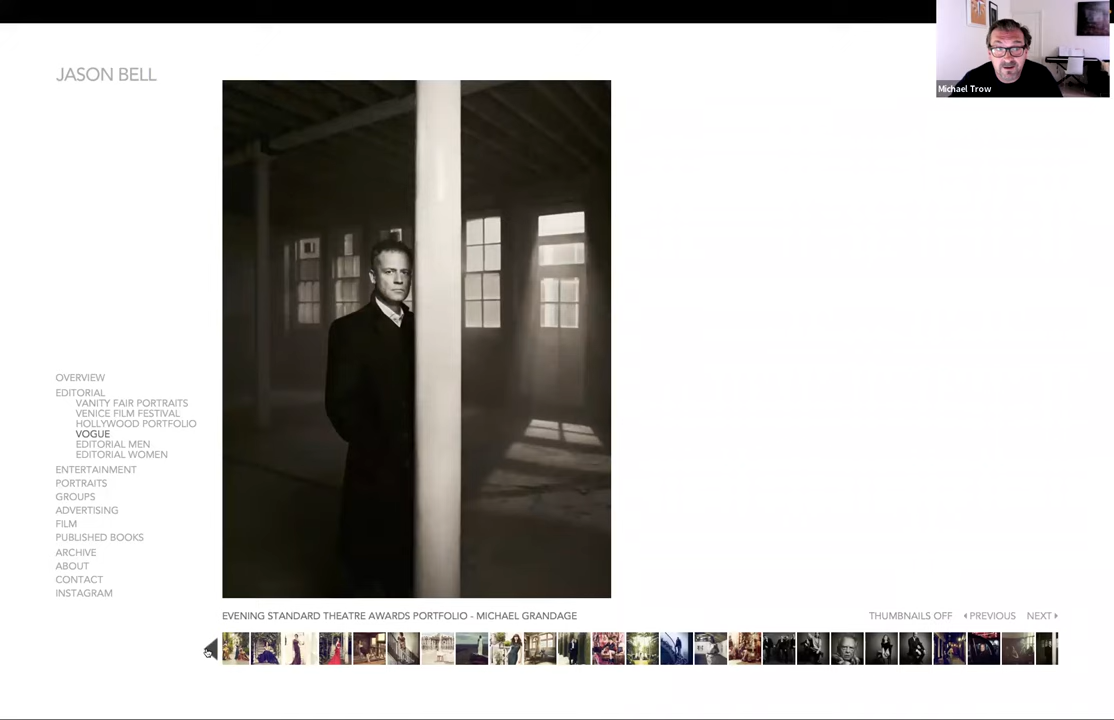 Michael Trow
JASON BELL
OVERVIEW
EDITORIAL
VANITY FAIR PORTRAITS
VENICE FILM FESTIVAL
HOLLYWOOD PORTFOLIO
VOGUE
EDITORIAL MEN
EDITORIAL WOMEN
ENTERTAINMENT
PORTRAITS
GROUPS
ADVERTISING
FILM
PUBLISHED BOOKS
ARCHIVE
ABOUT
CONTACT
INSTAGRAM
EVENING STANDARD THEATRE AWARDS PORTFOLIO - MICHAEL GRANDAGE
THUMBNAILS OFF
PREVIOUS
NEXT